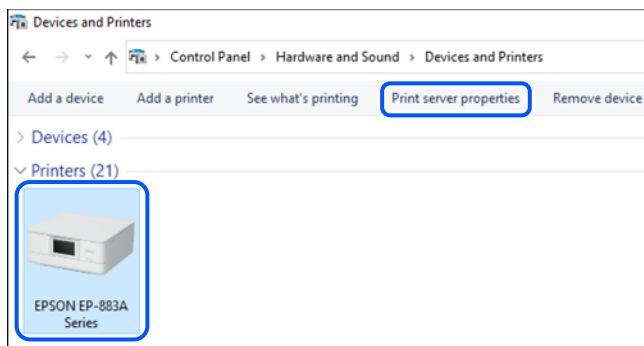 Devices and Printers
Control Panel > Hardware and Sound > Devices and Printers
Add a device Add a printer See what's printing Print server properties Remove device
Devices (4)
Printers (21)
EPSON EP-883A
Series